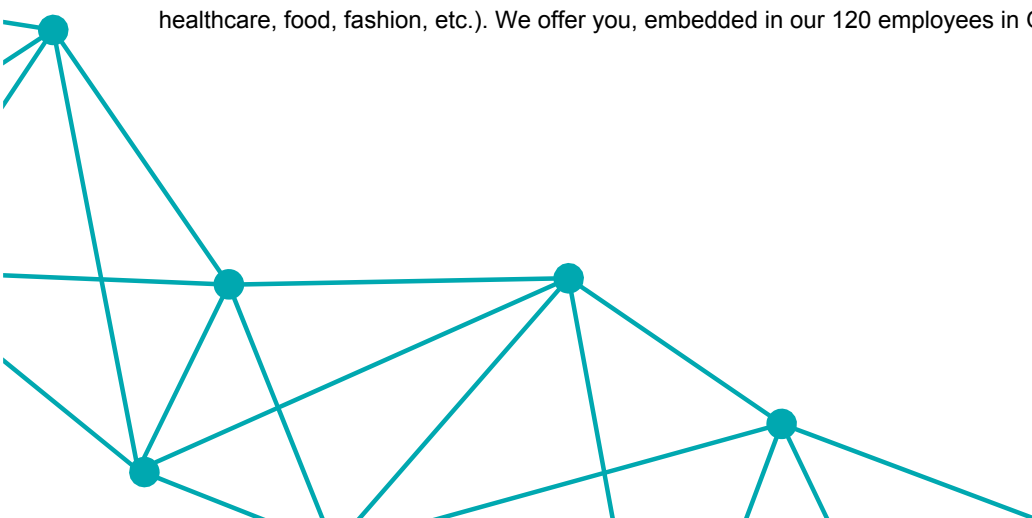 healthcare, food, fashion, etc.). We offer you, embedded in our 120 employees in